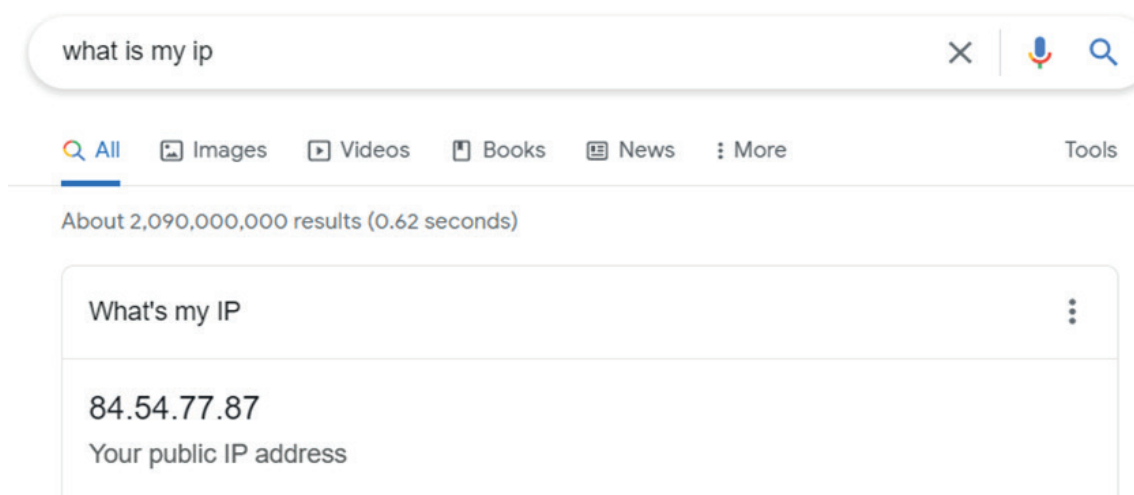 what is my ip
All Images Videos Books News More Tools
About 2,090,000,000 results (0.62 seconds)
What's my IP
84.54.77.87
Your public IP address